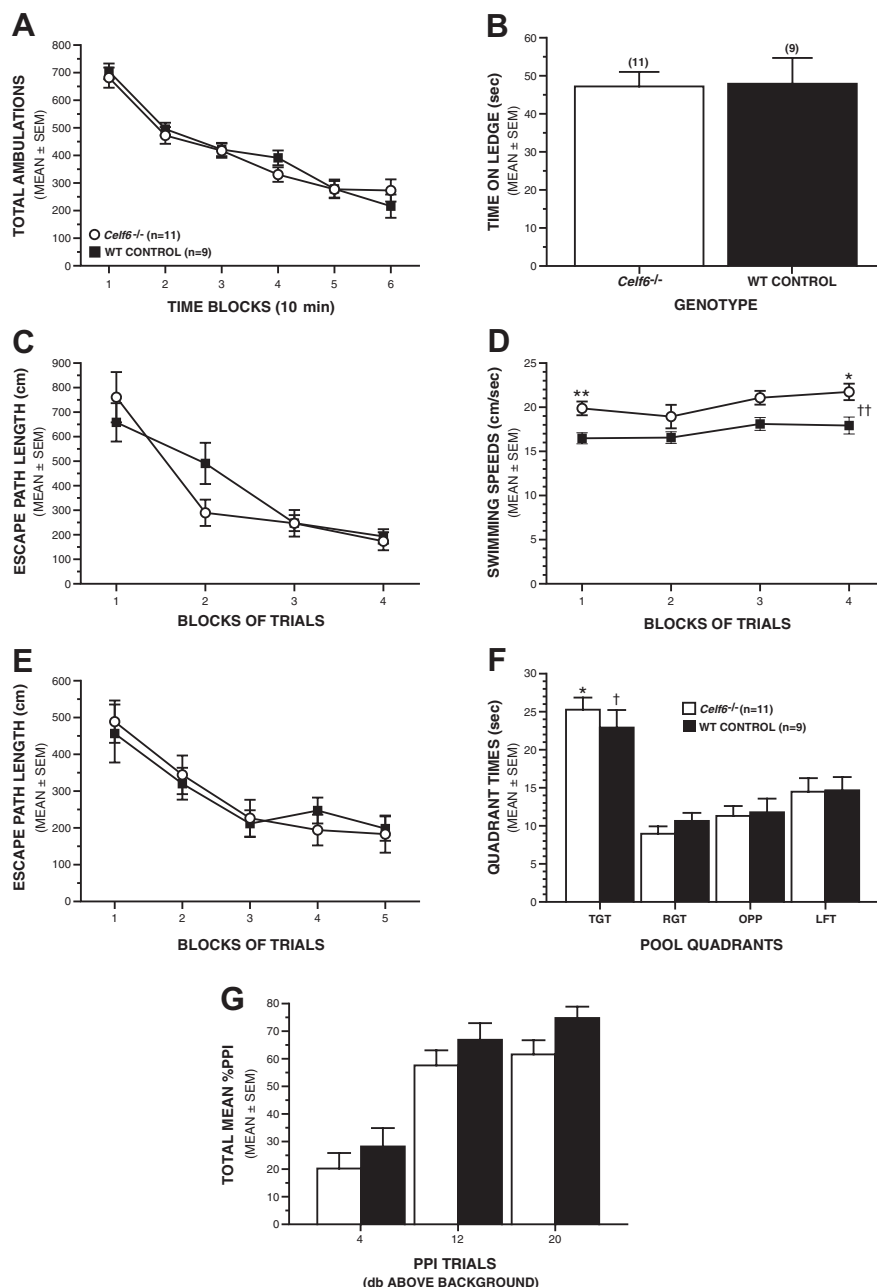 A
TOTAL AMBULATIONS
(MEAN ± SEM)
800
700
600
500
400
300
200
100
0
Celf6-/- (n=11)
WT CONTROL (n=9)
1 2 3 4 5 6
TIME BLOCKS (10 min)
B
TIME ON LEDGE (sec)
(MEAN ± SEM)
60
50
40
30
20
10
0
(11)
(9)
Celf6-/- WT CONTROL
GENOTYPE
C
ESCAPE PATH LENGTH (cm)
(MEAN ± SEM)
900
800
700
600
500
400
300
200
100
0
1 2 3 4
BLOCKS OF TRIALS
D
SWIMMING SPEEDS (cm/sec)
(MEAN ± SEM)
25
20
15
10
5
0
**
*
††
1 2 3 4
BLOCKS OF TRIALS
E
ESCAPE PATH LENGTH (cm)
(MEAN ± SEM)
600
500
400
300
200
100
0
1 2 3 4 5
BLOCKS OF TRIALS
F
QUADRANT TIMES (sec)
(MEAN ± SEM)
30
25
20
15
10
5
0
*
†
Celf6-/- (n=11)
WT CONTROL (n=9)
TGT RGT OPP LFT
POOL QUADRANTS
G
TOTAL MEAN %PPI
(MEAN ± SEM)
80
70
60
50
40
30
20
10
0
4 12 20
PPI TRIALS
(db ABOVE BACKGROUND)